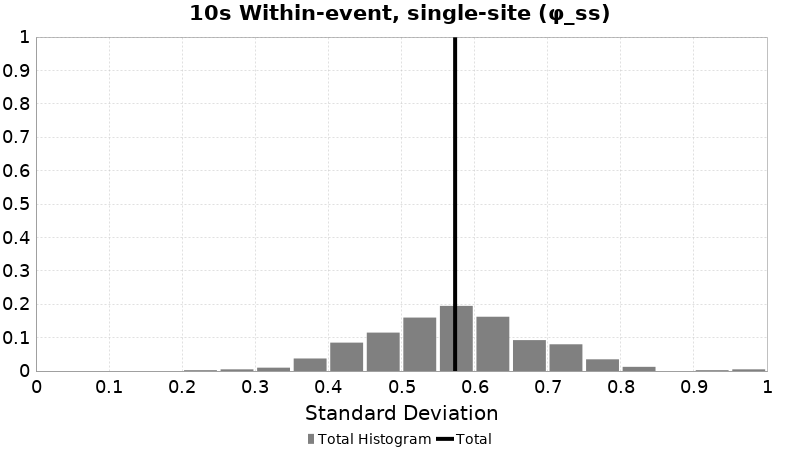 10s Within-event, single-site (φ_ss)
1
0.9
0.8
0.7
0.6
0.5
0.4
0.3
0.2
0.1
0
0 0.1 0.2 0.3 0.4 0.5 0.6 0.7 0.8 0.9 1
Standard Deviation
Total Histogram Total